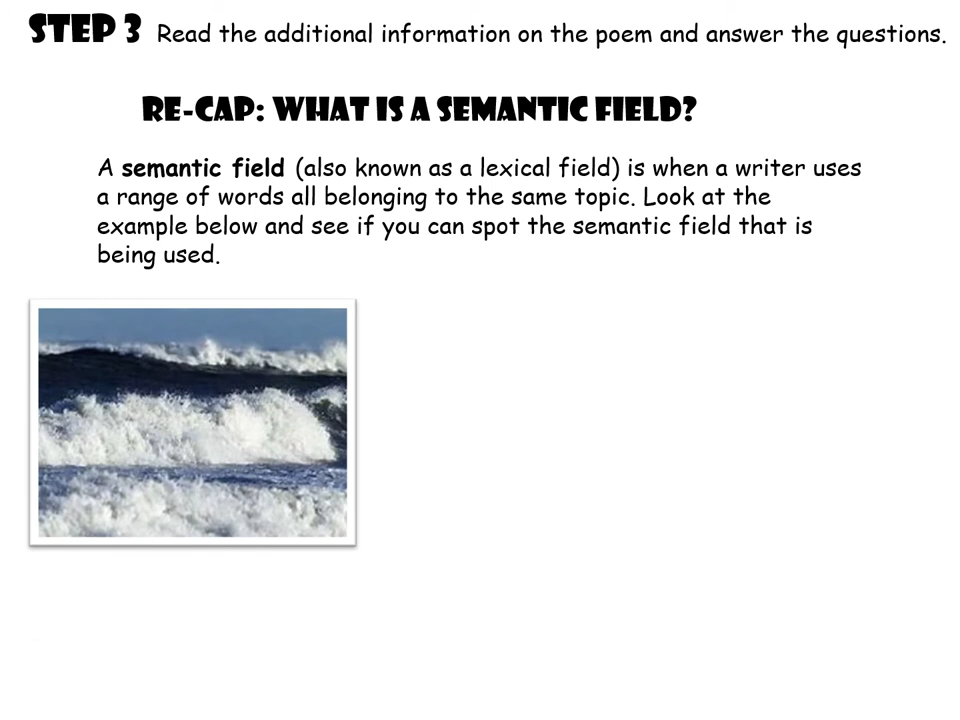 STEP 3 Read the additional information on the poem and answer the questions.
RE-CAP: WHAT IS A SEMANTIC FIELD?
A semantic field (also known as a lexical field) is when a writer uses
a range of words all belonging to the same topic. Look at the
example below and see if you can spot the semantic field that is
being used.